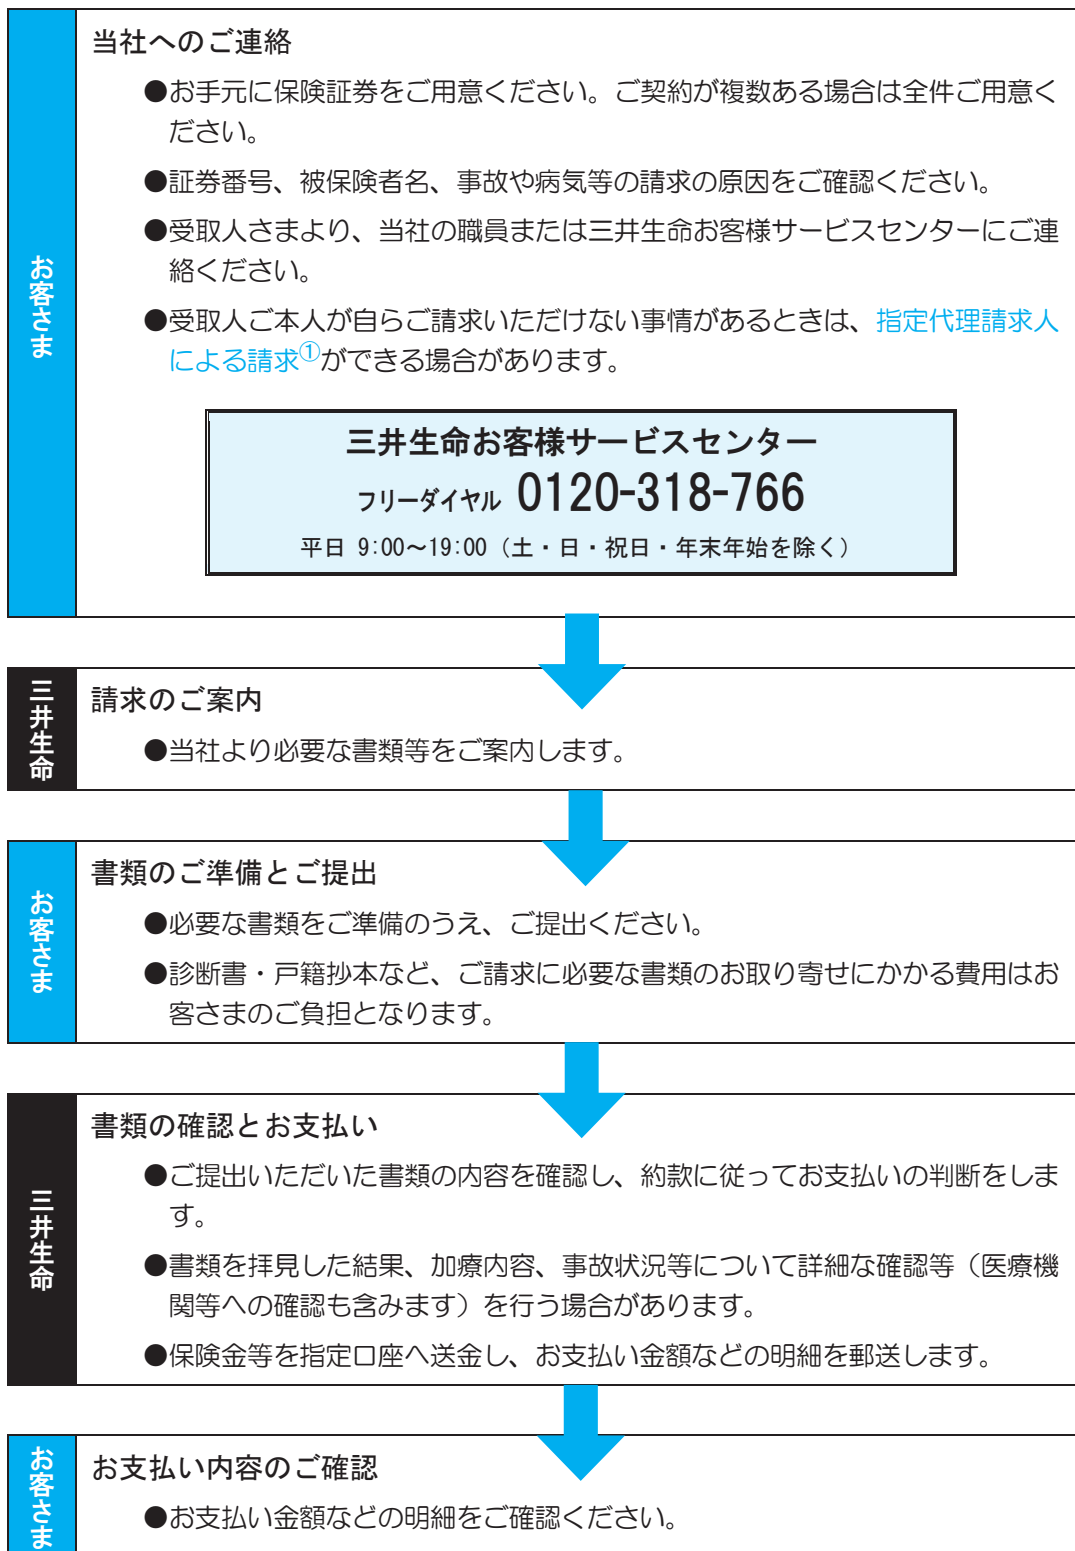 お客さま
当社へのご連絡
●お手元に保険証券をご用意ください。ご契約が複数ある場合は全件ご用意く
ださい。
●証券番号、被保険者名、事故や病気等の請求の原因をご確認ください。
●受取人さまより、当社の職員または三井生命お客様サービスセンターにご連
絡ください。
●受取人ご本人が自らご請求いただけない事情があるときは、指定代理請求人
による請求①ができる場合があります。
三井生命お客様サービスセンター
フリーダイヤル 0120-318-766
平日 9:00～19:00（土・日・祝日・年末年始を除く）
三井生命
請求のご案内
●当社より必要な書類等をご案内します。
お客さま
書類のご準備とご提出
●必要な書類をご準備のうえ、ご提出ください。
●診断書・戸籍抄本など、ご請求に必要な書類のお取り寄せにかかる費用はお
客さまのご負担となります。
三井生命
書類の確認とお支払い
●ご提出いただいた書類の内容を確認し、約款に従ってお支払いの判断をしま
す。
●書類を拝見した結果、加療内容、事故状況等について詳細な確認等（医療機
関等への確認も含みます）を行う場合があります。
●保険金等を指定口座へ送金し、お支払い金額などの明細を郵送します。
お客さま
お支払い内容のご確認
●お支払い金額などの明細をご確認ください。